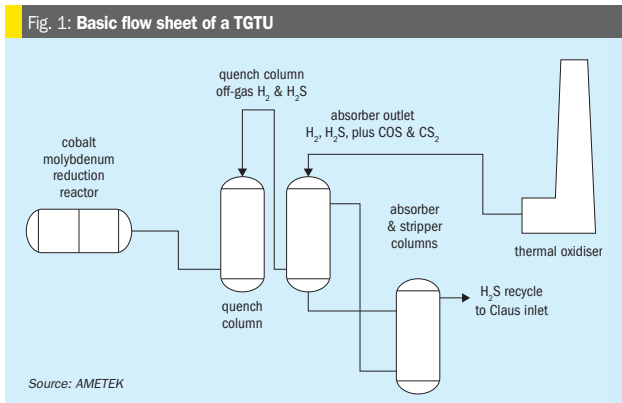 Fig. 1: Basic flow sheet of a TGTU
quench column
off-gas H₂ & H₂S
absorber outlet
H₂, H₂S, plus COS & CS₂
cobalt
molybdenum
reduction
reactor
absorber
& stripper
columns
thermal oxidiser
H₂S recycle
to Claus inlet
quench
column
Source: AMETEK